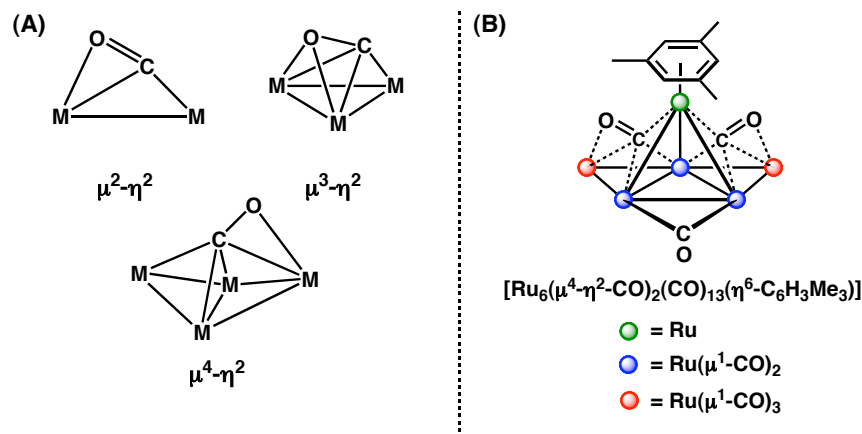 (A)
O
C
M
M
μ²-η²
O
C
M
M
M
μ³-η²
O
C
M
M
M
M
μ⁴-η²
(B)
O
C
C
O
C
O
[Ru₆(μ⁴-η²-CO)₂(CO)₁₃(η⁶-C₆H₃Me₃)]
= Ru
= Ru(μ¹-CO)₂
= Ru(μ¹-CO)₃